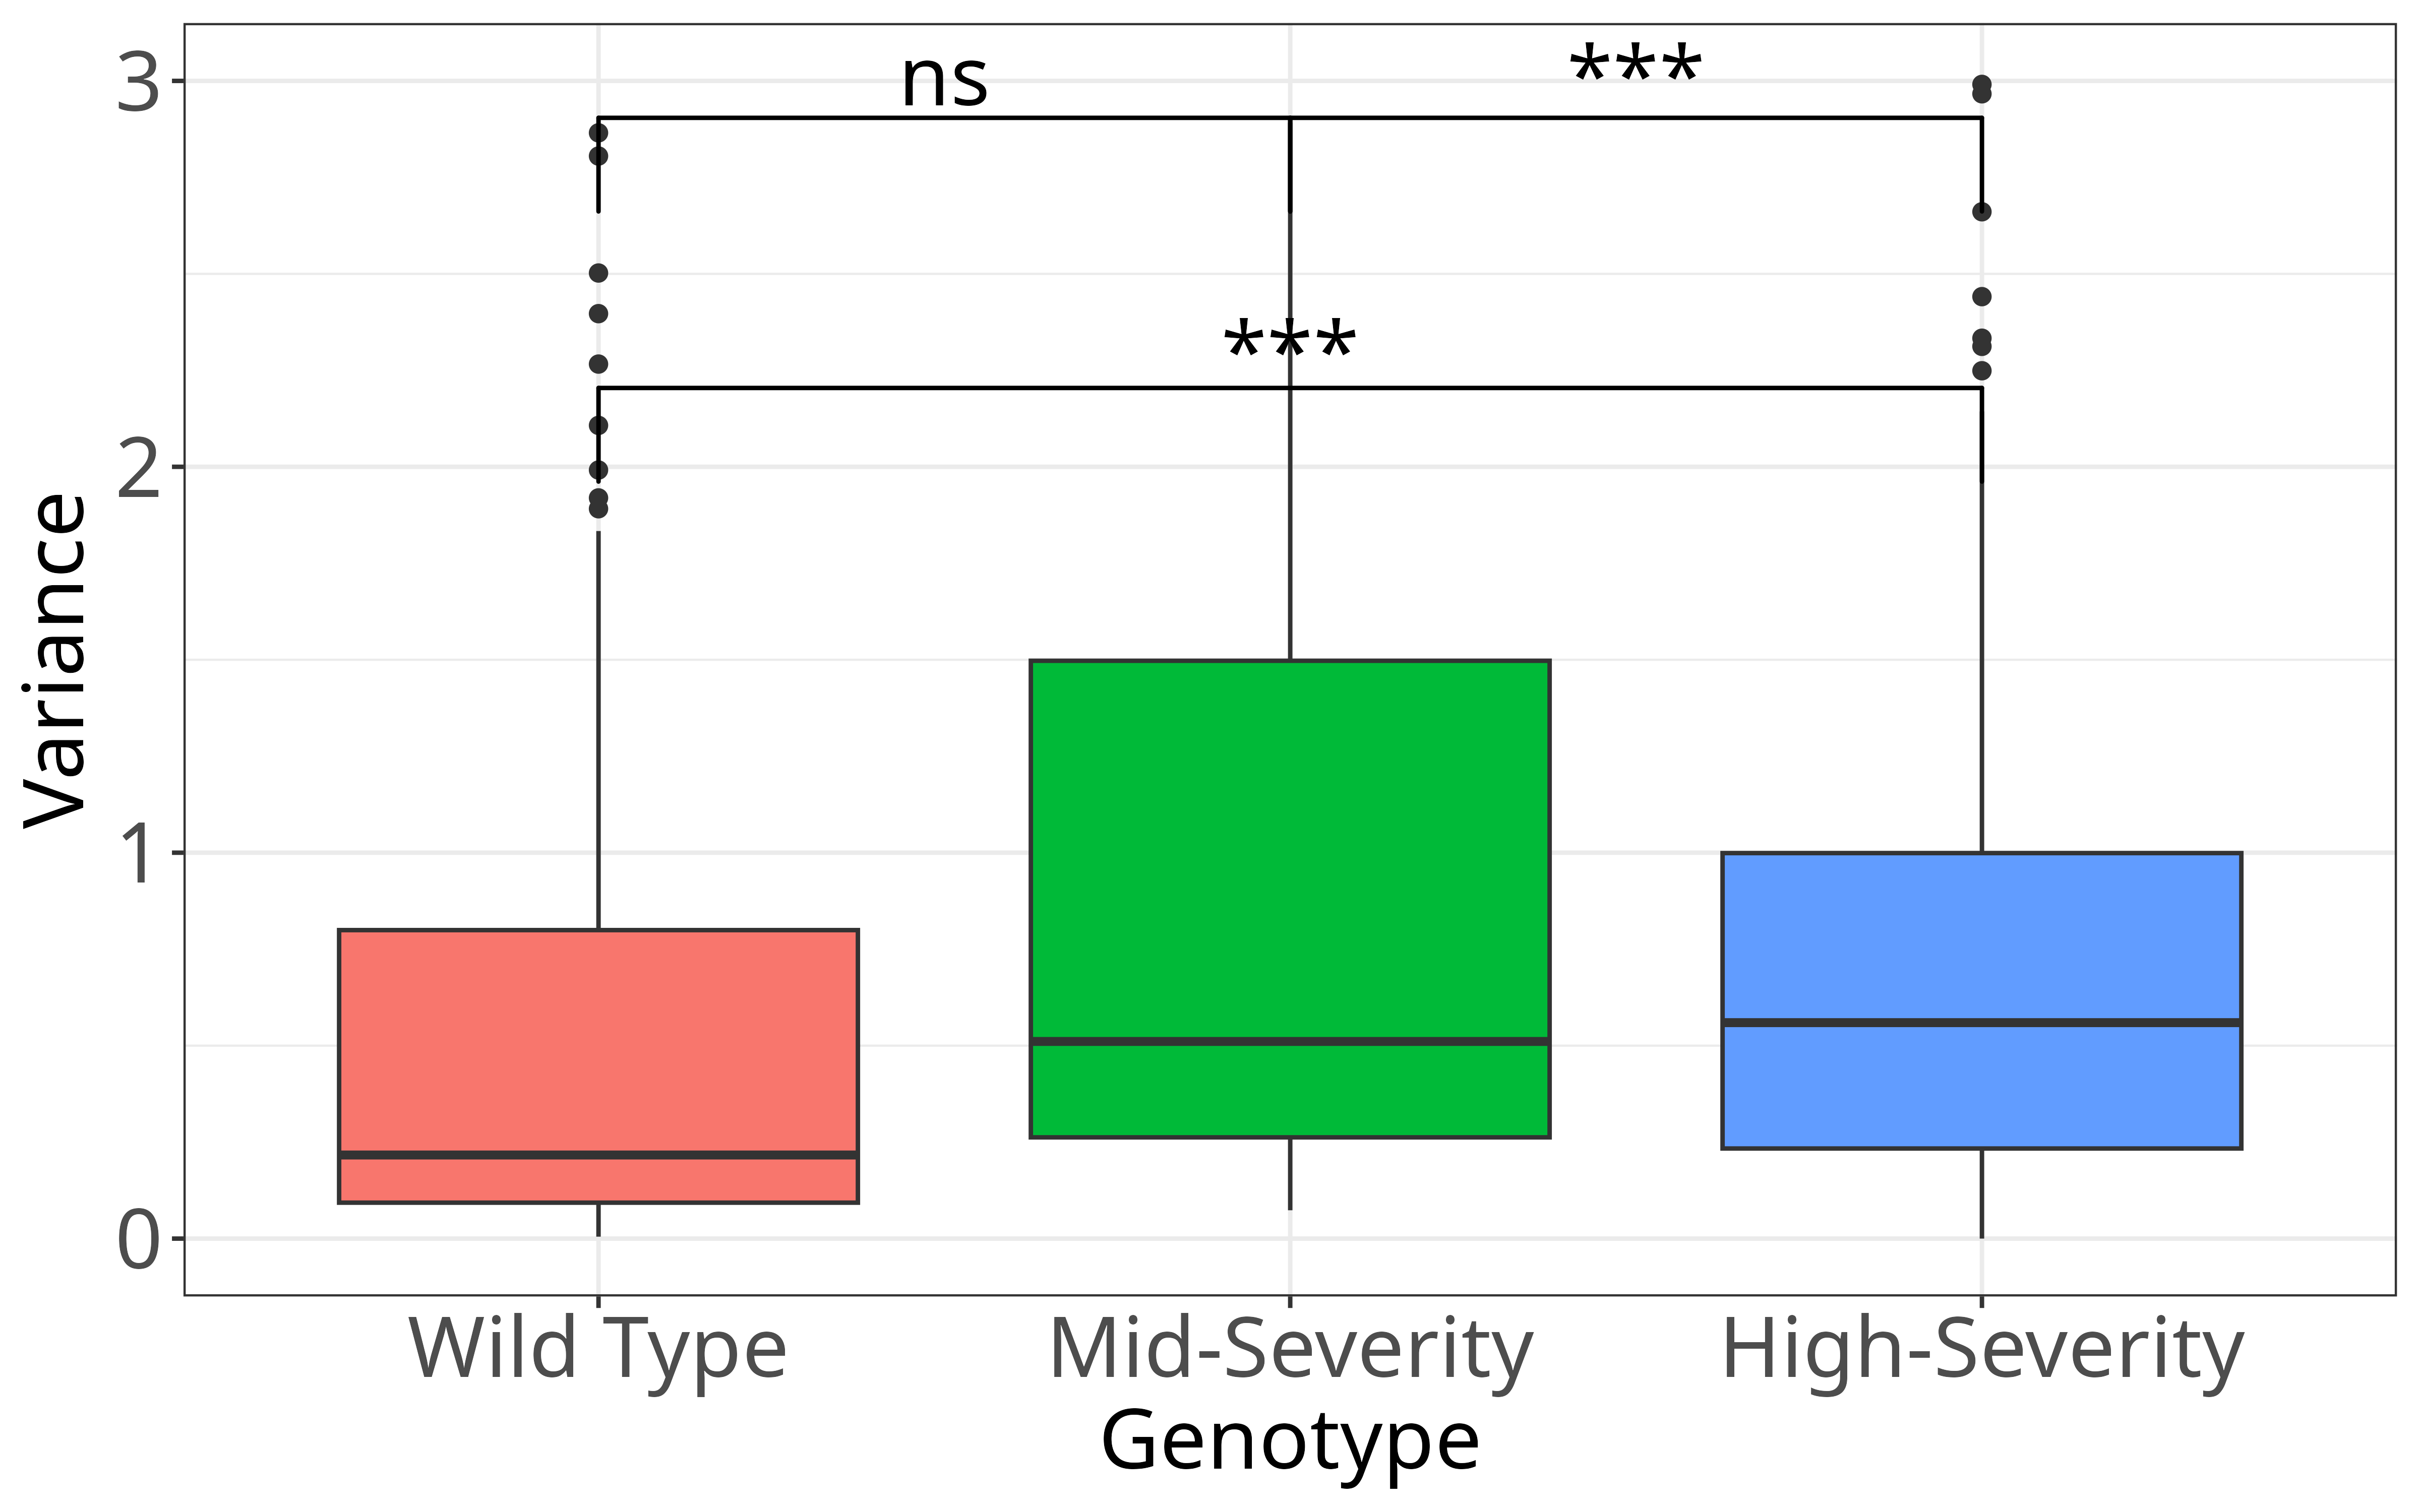 ns ***
***
3
2
1
0
Variance
Wild Type Mid-Severity High-Severity
Genotype